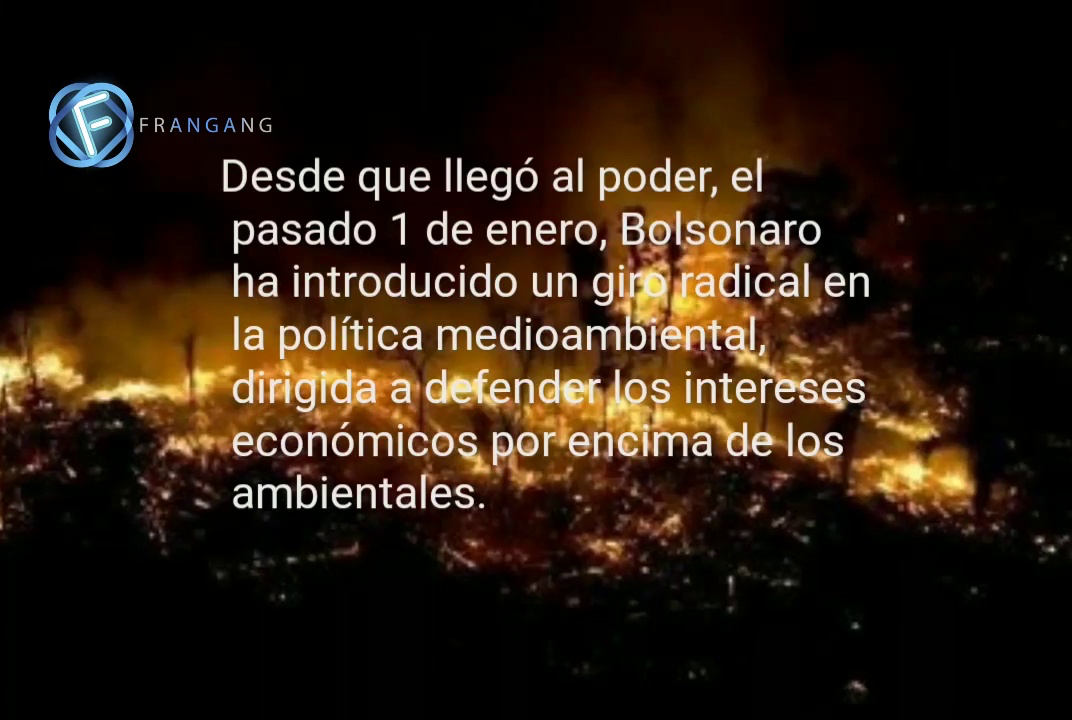 F FRANGANG
Desde que llegó al poder, el
pasado 1 de enero, Bolsonaro
ha introducido un giro radical en
la política medioambiental,
dirigida a defender los intereses
económicos por encima de los
ambientales.